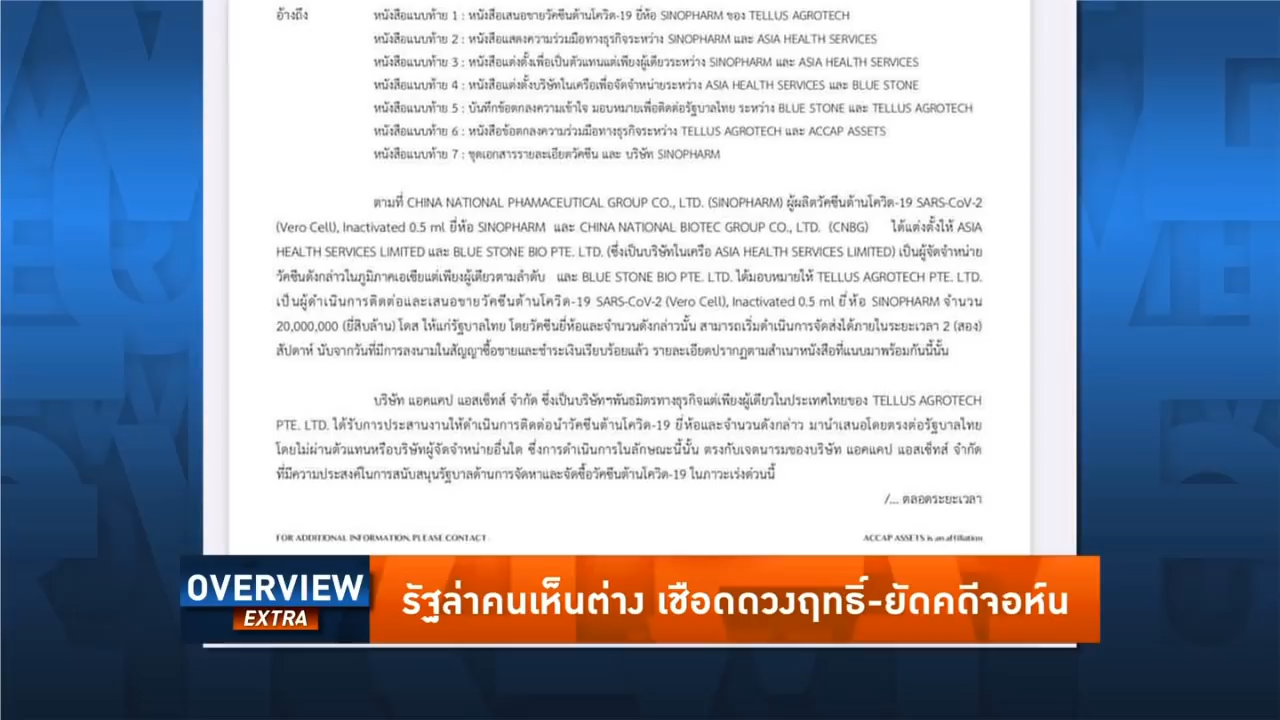 อ้างถึง หนังสือแนบท้าย 1 : หนังสือเสนอขายวัคซีนต้านโควิด-19 ยี่ห้อ SINOPHARM ของ TELLUS AGROTECH
หนังสือแนบท้าย 2 : หนังสือแสดงความร่วมมือทางธุรกิจระหว่าง SINOPHARM และ ASIA HEALTH SERVICES
หนังสือแนบท้าย 3 : หนังสือแต่งตั้งเพื่อเป็นตัวแทนแต่เพียงผู้เดียวระหว่าง SINOPHARM และ ASIA HEALTH SERVICES
หนังสือแนบท้าย 4 : หนังสือแต่งตั้งบริษัทในเครือเพื่อจัดจำหน่ายระหว่าง ASIA HEALTH SERVICES และ BLUE STONE
หนังสือแนบท้าย 5 : บันทึกข้อตกลงความเข้าใจ มอบหมายเพื่อติดต่อรัฐบาลไทย ระหว่าง BLUE STONE และ TELLUS AGROTECH
หนังสือแนบท้าย 6 : หนังสือข้อตกลงความร่วมมือทางธุรกิจระหว่าง TELLUS AGROTECH และ ACCAP ASSETS
หนังสือแนบท้าย 7 : ชุดเอกสารรายละเอียดวัคซีน และ บริษัท SINOPHARM
ตามที่ CHINA NATIONAL PHAMACEUTICAL GROUP CO., LTD. (SINOPHARM) ผู้ผลิตวัคซีนต้านโควิด-19 SARS-CoV-2
(Vero Cell), Inactivated 0.5 ml ยี่ห้อ SINOPHARM และ CHINA NATIONAL BIOTEC GROUP CO., LTD. (CNBG) ได้แต่งตั้งให้ ASIA
HEALTH SERVICES LIMITED และ BLUE STONE BIO PTE. LTD. (ซึ่งเป็นบริษัทในเครือ ASIA HEALTH SERVICES LIMITED) เป็นผู้จัดจำหน่าย
วัคซีนดังกล่าวในภูมิภาคเอเชียแต่เพียงผู้เดียวตามลำดับ และ BLUE STONE BIO PTE. LTD. ได้มอบหมายให้ TELLUS AGROTECH PTE. LTD.
เป็นผู้ดำเนินการติดต่อและเสนอขายวัคซีนต้านโควิด-19 SARS-CoV-2 (Vero Cell), Inactivated 0.5 ml ยี่ห้อ SINOPHARM จำนวน
20,000,000 (ยี่สิบล้าน) โดส ให้แก่รัฐบาลไทย โดยวัคซีนยี่ห้อและจำนวนดังกล่าวนั้น สามารถเริ่มดำเนินการจัดส่งได้ภายในระยะเวลา 2 (สอง)
สัปดาห์ นับจากวันที่มีการลงนามในสัญญาซื้อขายและชำระเงินเรียบร้อยแล้ว รายละเอียดปรากฏตามสำเนาหนังสือที่แนบมาพร้อมกันนี้นั้น
บริษัท แอคแคป แอสเซ็ทส์ จำกัด ซึ่งเป็นบริษัทฯพันธมิตรทางธุรกิจแต่เพียงผู้เดียวในประเทศไทยของ TELLUS AGROTECH
PTE. LTD. ได้รับการประสานงานให้ดำเนินการติดต่อนำวัคซีนต้านโควิด-19 ยี่ห้อและจำนวนดังกล่าว มานำเสนอโดยตรงต่อรัฐบาลไทย
โดยไม่ผ่านตัวแทนหรือบริษัทผู้จัดจำหน่ายอื่นใด ซึ่งการดำเนินการในลักษณะนี้นั้น ตรงกับเจตนารมของบริษัท แอคแคป แอสเซ็ทส์ จำกัด
ที่มีความประสงค์ในการสนับสนุนรัฐบาลด้านการจัดหาและจัดซื้อวัคซีนต้านโควิด-19 ในภาวะเร่งด่วนนี้
/... ตลอดระยะเวลา
FOR ADDITIONAL INFORMATION, PLEASE CONTACT ACCAP ASSETS is an affiliation
OVERVIEW
EXTRA
รัฐล่าคนเห็นต่าง เชือดดวงฤทธิ์-ยัดคดีจอห์น